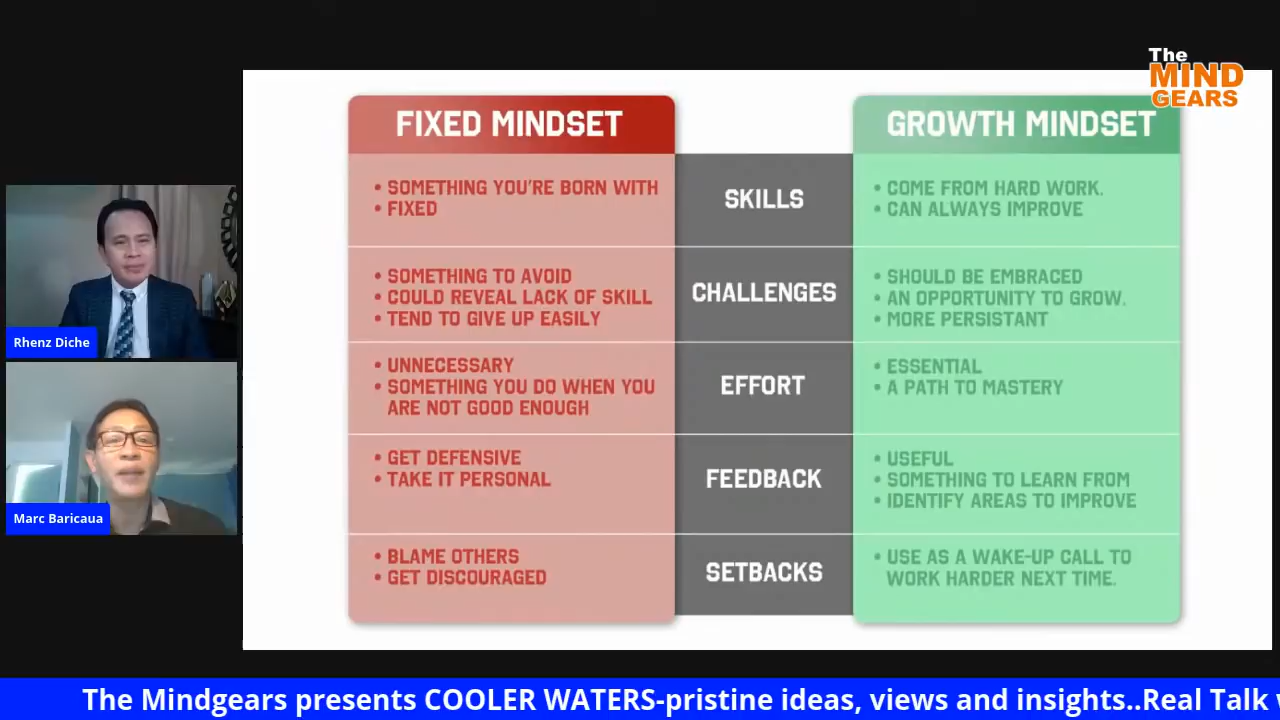 The
MIND
GEARS
FIXED MINDSET
GROWTH MINDSET
• SOMETHING YOU'RE BORN WITH
• FIXED
SKILLS
• COME FROM HARD WORK.
• CAN ALWAYS IMPROVE
• SOMETHING TO AVOID
• COULD REVEAL LACK OF SKILL
• TEND TO GIVE UP EASILY
CHALLENGES
• SHOULD BE EMBRACED
• AN OPPORTUNITY TO GROW.
• MORE PERSISTANT
• UNNECESSARY
• SOMETHING YOU DO WHEN YOU
ARE NOT GOOD ENOUGH
EFFORT
• ESSENTIAL
• A PATH TO MASTERY
• GET DEFENSIVE
• TAKE IT PERSONAL
FEEDBACK
• USEFUL
• SOMETHING TO LEARN FROM
• IDENTIFY AREAS TO IMPROVE
• BLAME OTHERS
• GET DISCOURAGED
SETBACKS
• USE AS A WAKE-UP CALL TO
WORK HARDER NEXT TIME.
Rhenz Diche
Marc Baricaua
The Mindgears presents COOLER WATERS-pristine ideas, views and insights..Real Talk